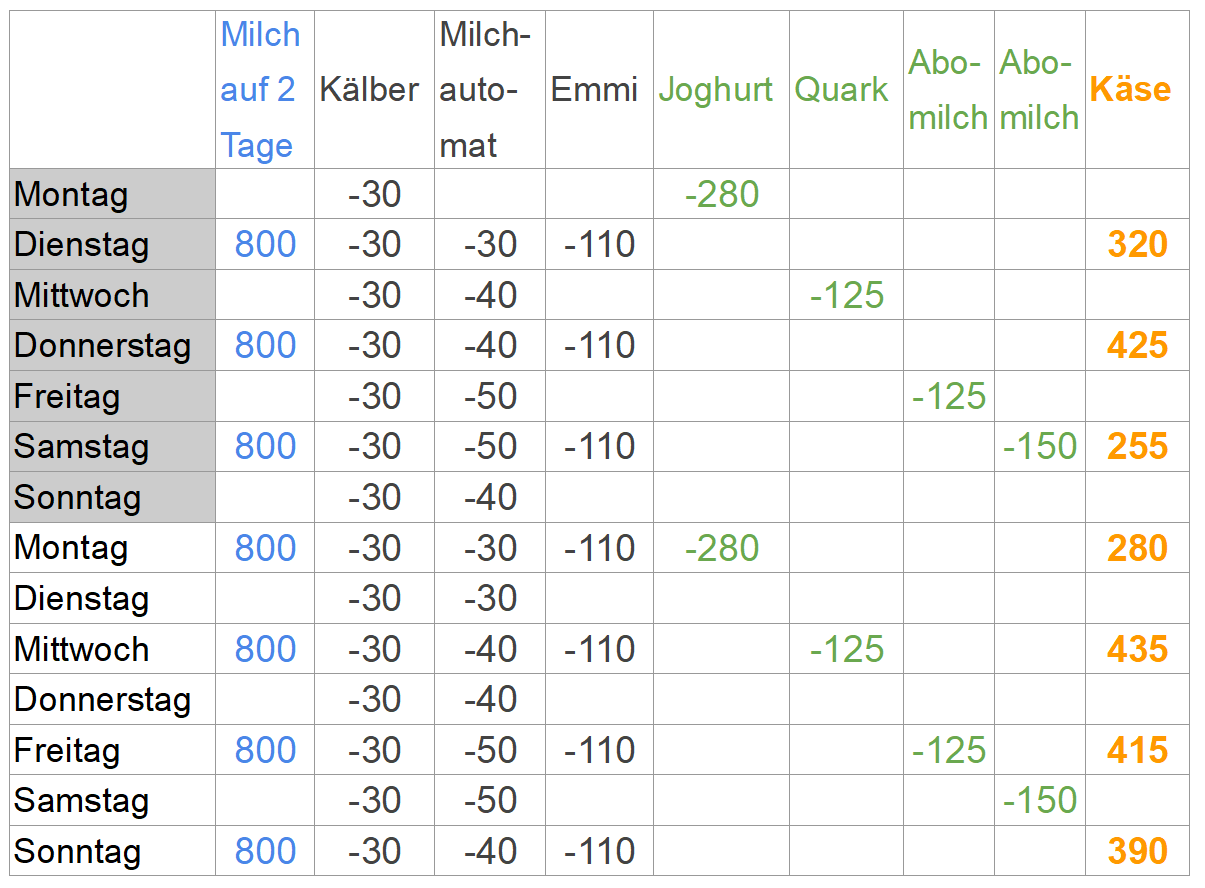 Milch auf 2 Tage Kälber Milch-auto-mat Emmi Joghurt Quark Abo-milch Abo-milch Käse
Montag -30 -280
Dienstag 800 -30 -30 -110 320
Mittwoch -30 -40 -125
Donnerstag 800 -30 -40 -110 425
Freitag -30 -50 -125
Samstag 800 -30 -50 -110 -150 255
Sonntag -30 -40
Montag 800 -30 -30 -110 -280 280
Dienstag -30 -30
Mittwoch 800 -30 -40 -110 -125 435
Donnerstag -30 -40
Freitag 800 -30 -50 -110 -125 415
Samstag -30 -50 -150
Sonntag 800 -30 -40 -110 390